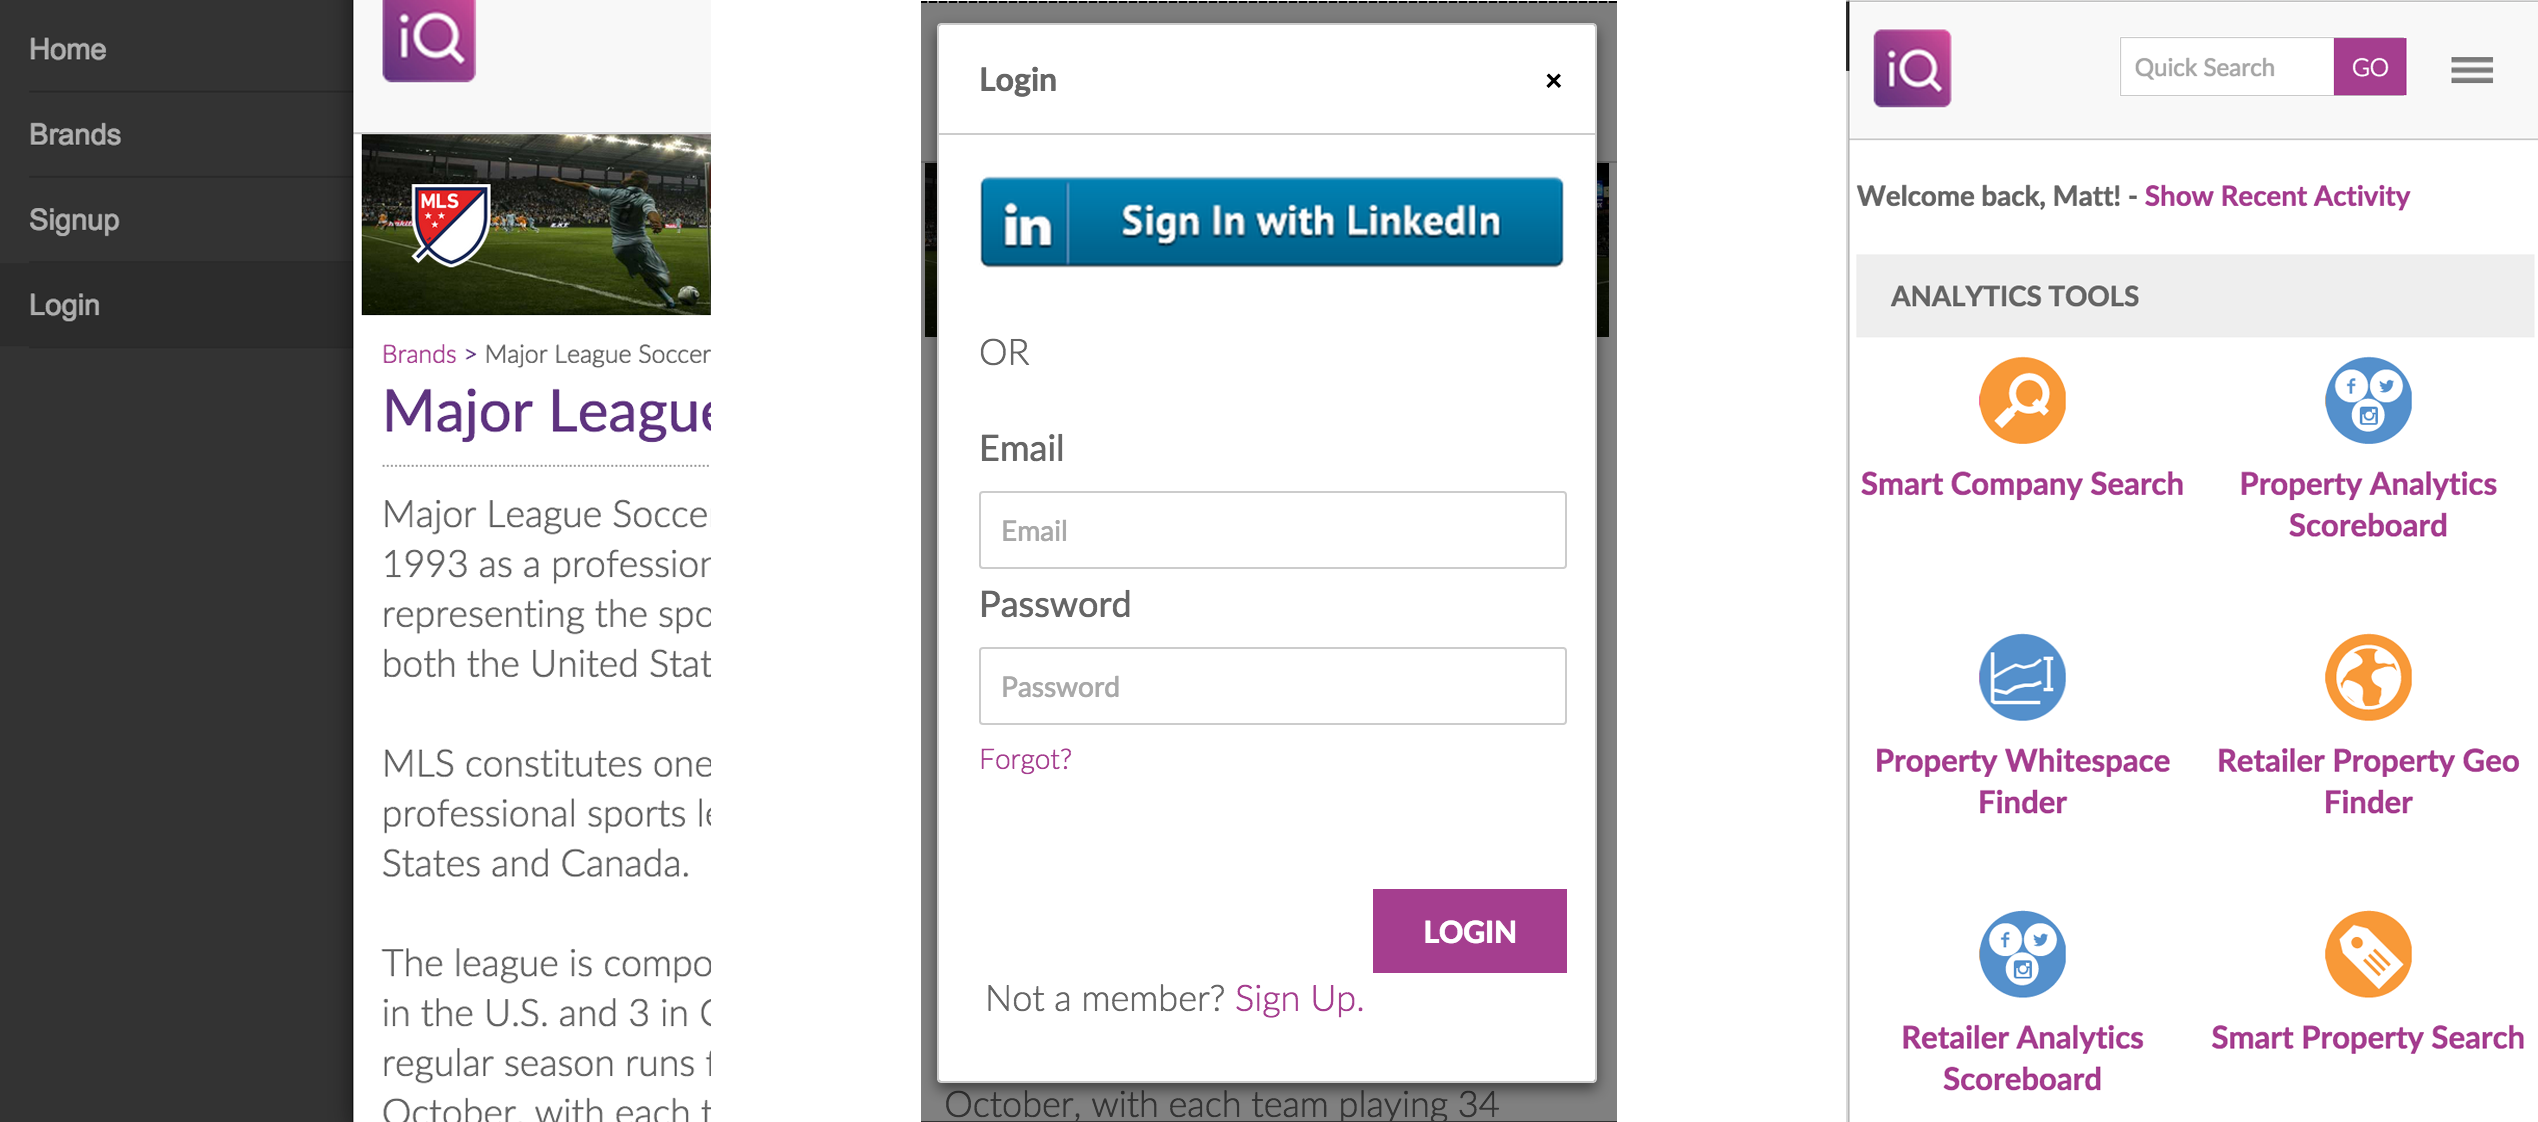 Home
Brands
Signup
Login
iQ
MLS
Brands > Major League Soccer
Major League
Major League Socce
1993 as a profession
representing the spo
both the United Stat
MLS constitutes one
professional sports le
States and Canada.
The league is compo
in the U.S. and 3 in C
regular season runs f
October, with each t
Login
×
in Sign In with LinkedIn
OR
Email
Email
Password
Password
Forgot?
LOGIN
Not a member? Sign Up.
October, with each team playing 34
iQ
Quick Search GO
Welcome back, Matt! - Show Recent Activity
ANALYTICS TOOLS
Smart Company Search
Property Analytics
Scoreboard
Property Whitespace
Finder
Retailer Property Geo
Finder
Retailer Analytics
Scoreboard
Smart Property Search